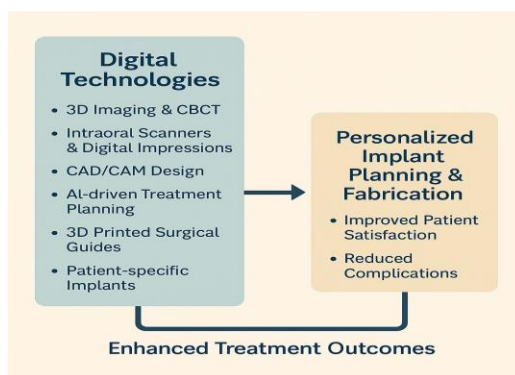 Digital
Technologies
• 3D Imaging & CBCT
• Intraoral Scanners
& Digital Impressions
• CAD/CAM Design
• AI-driven Treatment
Planning
• 3D Printed Surgical
Guides
• Patient-specific
Implants
Personalized
Implant
Planning &
Fabrication
• Improved Patient
Satisfaction
• Reduced
Complications
Enhanced Treatment Outcomes